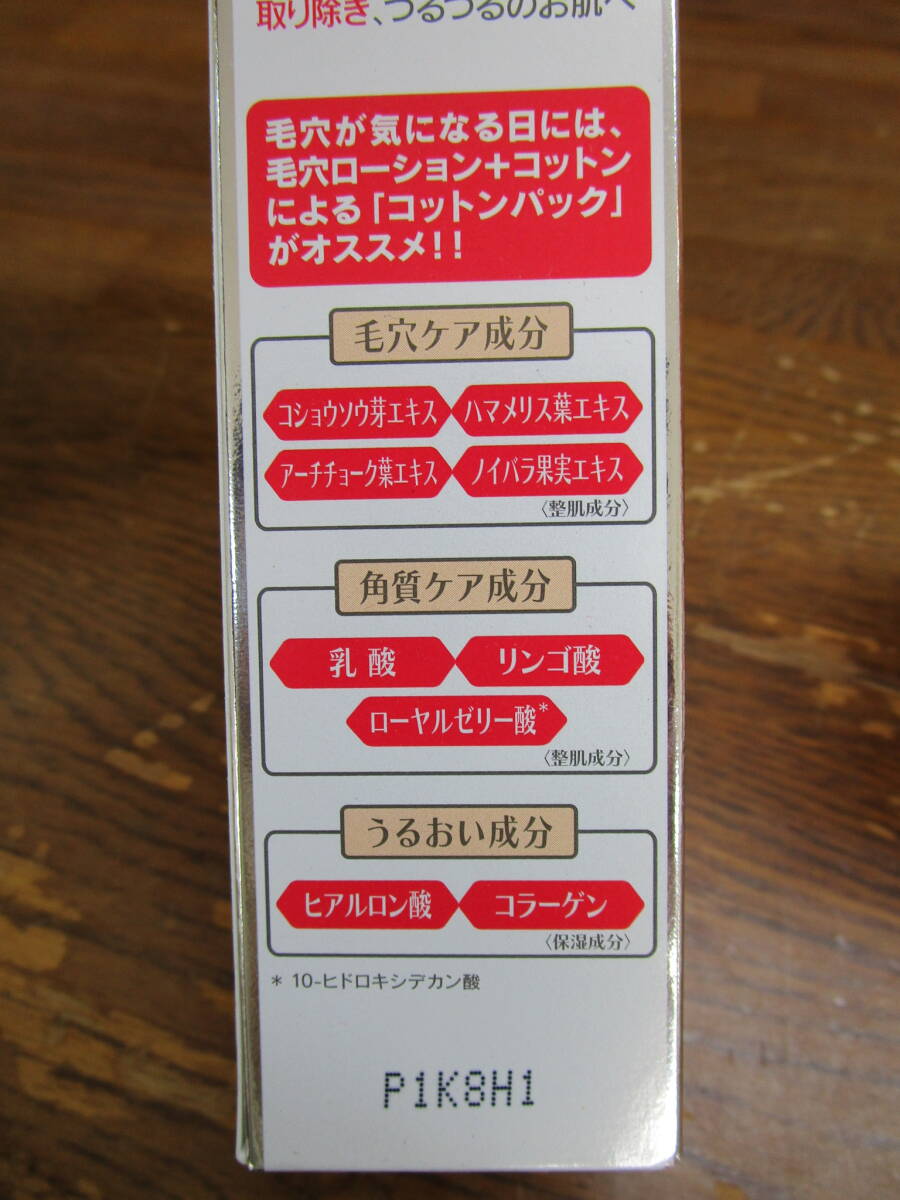 取り除き、つるつるのお肌へ
毛穴が気になる日には、
毛穴ローション+コットン
による「コットンパック」
がオススメ!!
毛穴ケア成分
コショウソウ芽エキス ハマメリス葉エキス
アーチチョーク葉エキス ノイバラ果実エキス
〈整肌成分〉
角質ケア成分
乳酸 リンゴ酸
ローヤルゼリー酸*
〈整肌成分〉
うるおい成分
ヒアルロン酸 コラーゲン
〈保湿成分〉
* 10-ヒドロキシデカン酸
P1K8H1